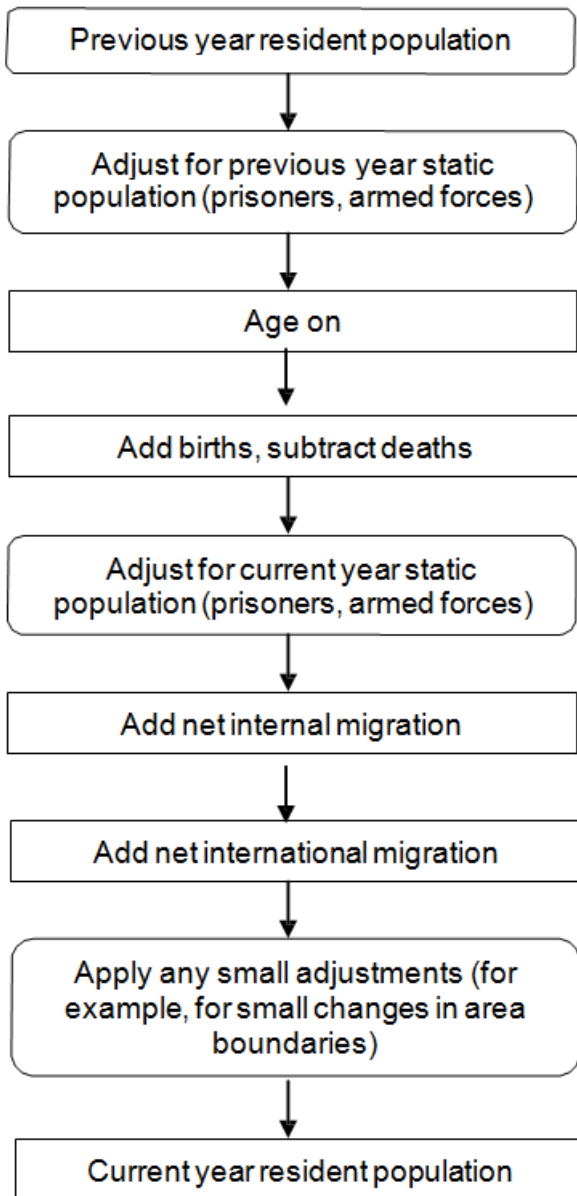 Previous year resident population
Adjust for previous year static
population (prisoners, armed forces)
Age on
Add births, subtract deaths
Adjust for current year static
population (prisoners, armed forces)
Add net internal migration
Add net international migration
Apply any small adjustments (for
example, for small changes in area
boundaries)
Current year resident population